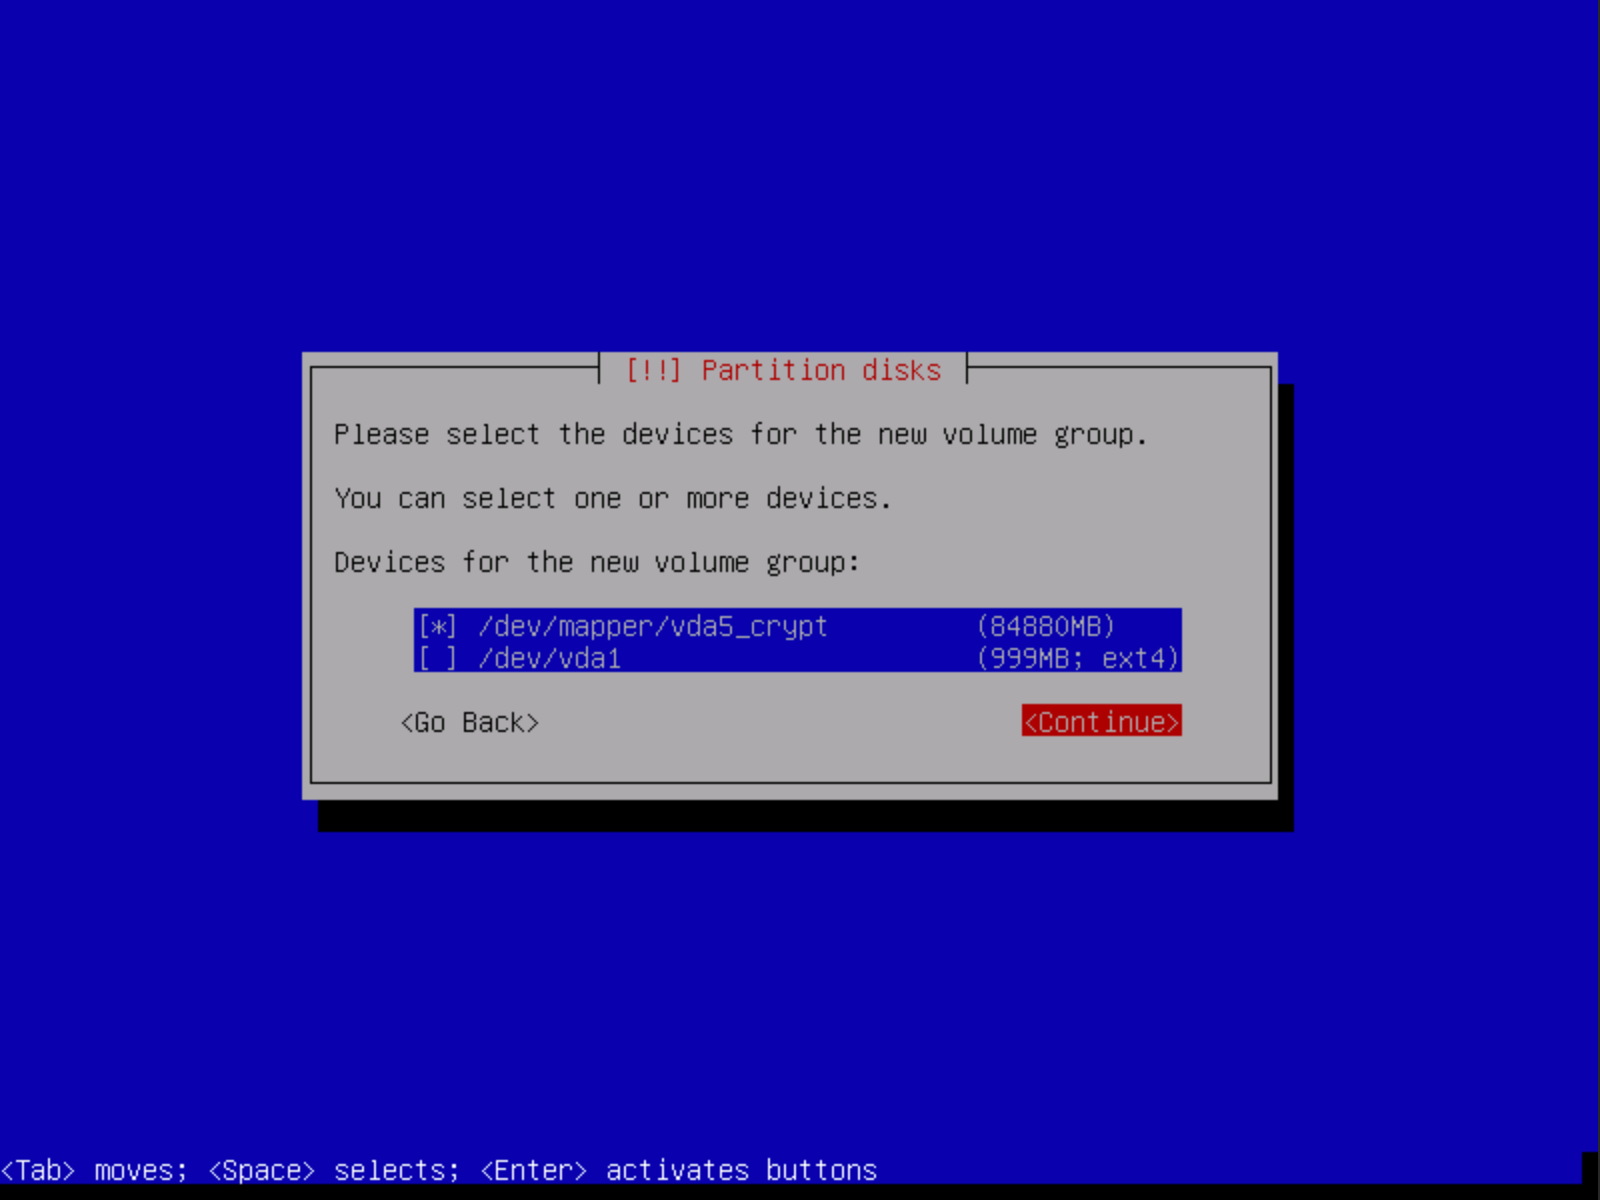 [!!] Partition disks
Please select the devices for the new volume group.
You can select one or more devices.
Devices for the new volume group:
[*] /dev/mapper/vda5_crypt (84880MB)
[ ] /dev/vda1 (999MB; ext4)
<Go Back> <Continue>
<Tab> moves; <Space> selects; <Enter> activates buttons